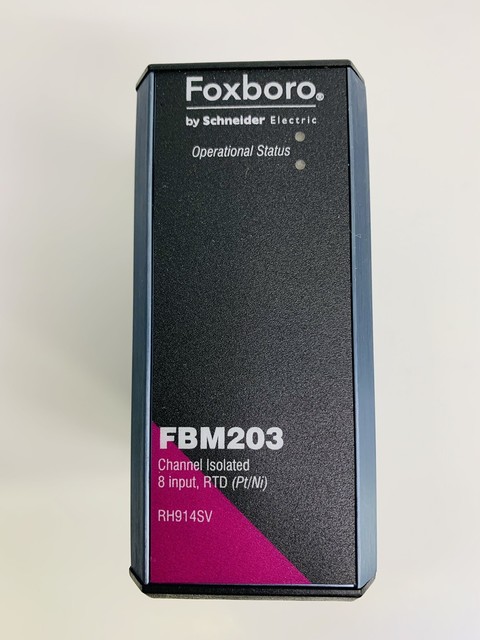 Foxboro®
by Schneider Electric
Operational Status
FBM203
Channel Isolated
8 input, RTD (Pt/Ni)
RH914SV